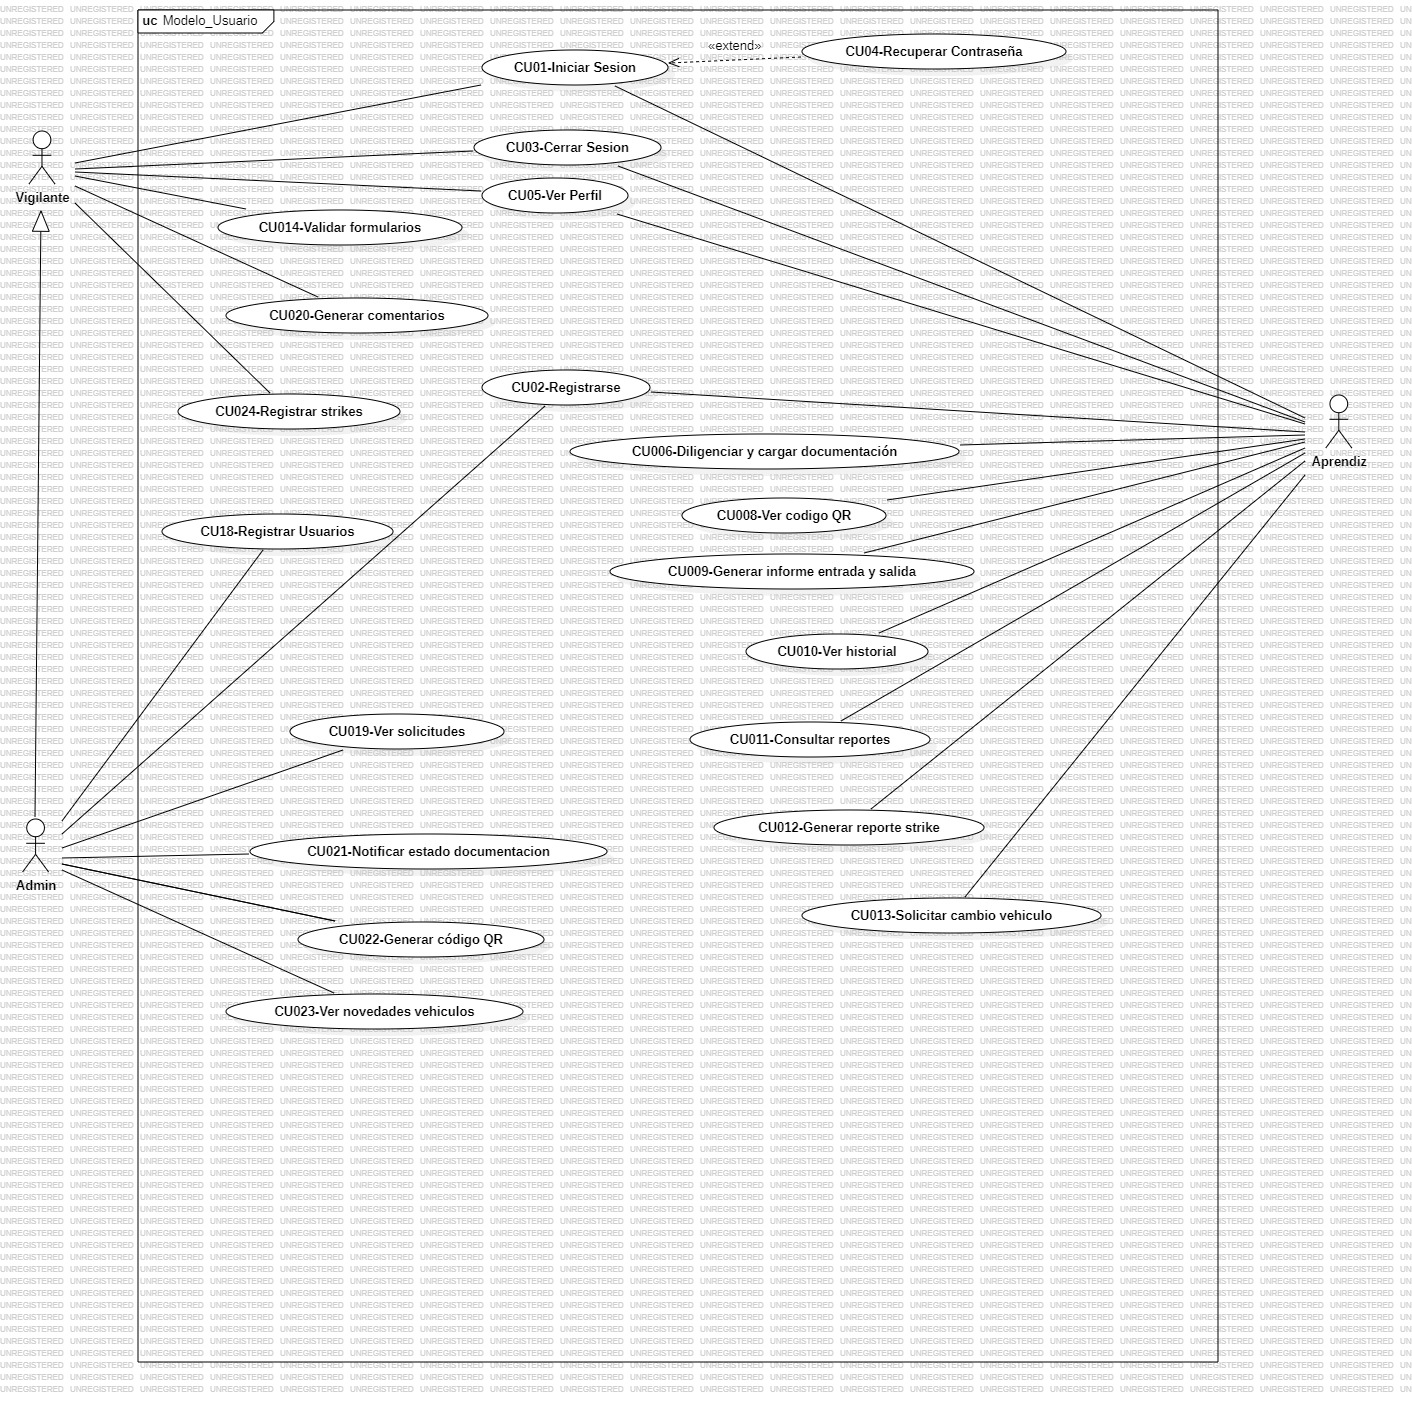 uc Modelo_Usuario
«extend»
CU04-Recuperar Contraseña
CU01-Iniciar Sesion
CU03-Cerrar Sesion
Vigilante
CU05-Ver Perfil
CU014-Validar formularios
CU020-Generar comentarios
CU02-Registrarse
CU024-Registrar strikes
CU006-Diligenciar y cargar documentación
Aprendiz
CU008-Ver codigo QR
CU18-Registrar Usuarios
CU009-Generar informe entrada y salida
CU010-Ver historial
CU019-Ver solicitudes
CU011-Consultar reportes
CU012-Generar reporte strike
CU021-Notificar estado documentacion
Admin
CU013-Solicitar cambio vehiculo
CU022-Generar código QR
CU023-Ver novedades vehiculos
UNREGISTERED